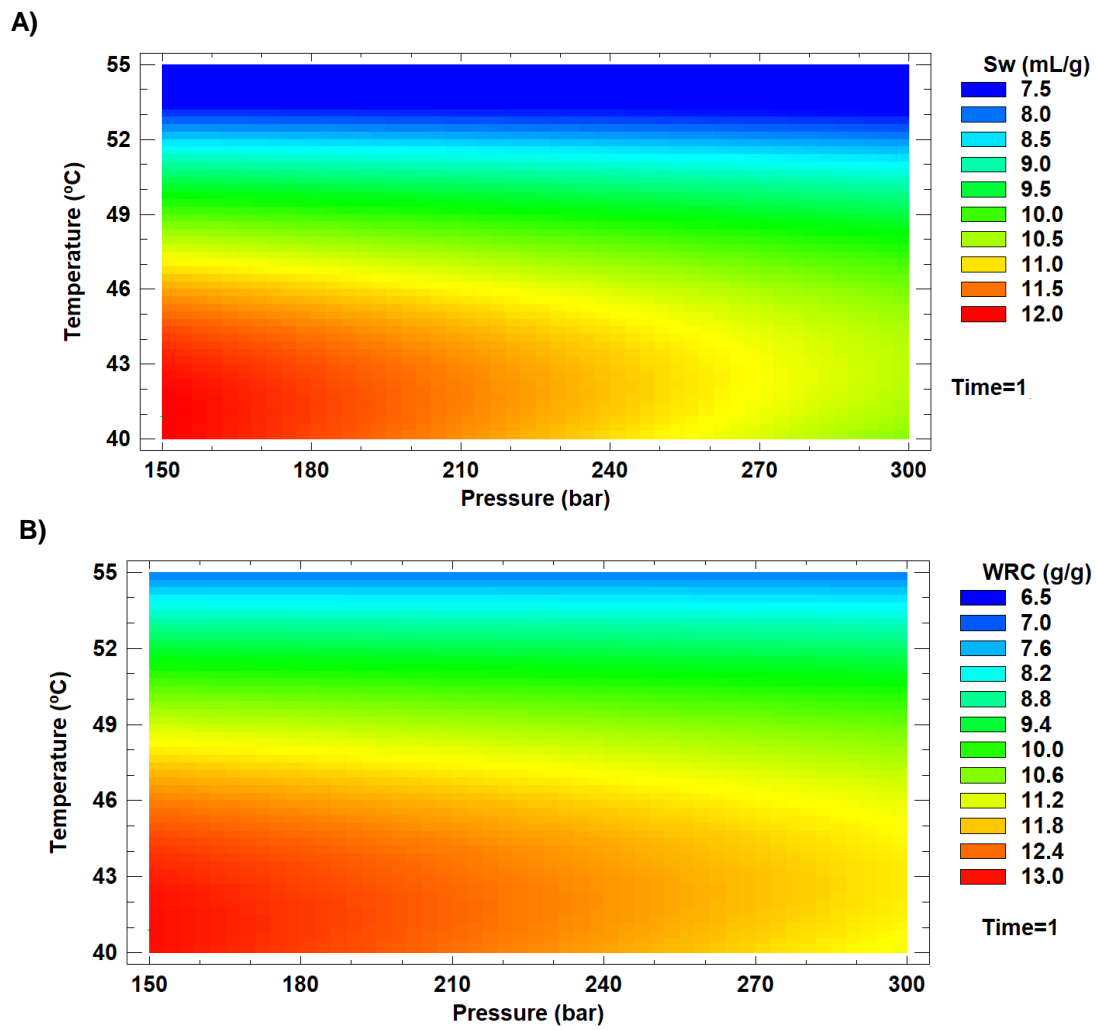 A)
Sw (mL/g)
7.5
8.0
8.5
9.0
9.5
10.0
10.5
11.0
11.5
12.0
Time=1
Temperature (ºC)
55
52
49
46
43
40
150 180 210 240 270 300
Pressure (bar)
B)
WRC (g/g)
6.5
7.0
7.6
8.2
8.8
9.4
10.0
10.6
11.2
11.8
12.4
13.0
Time=1
Temperature (ºC)
55
52
49
46
43
40
150 180 210 240 270 300
Pressure (bar)